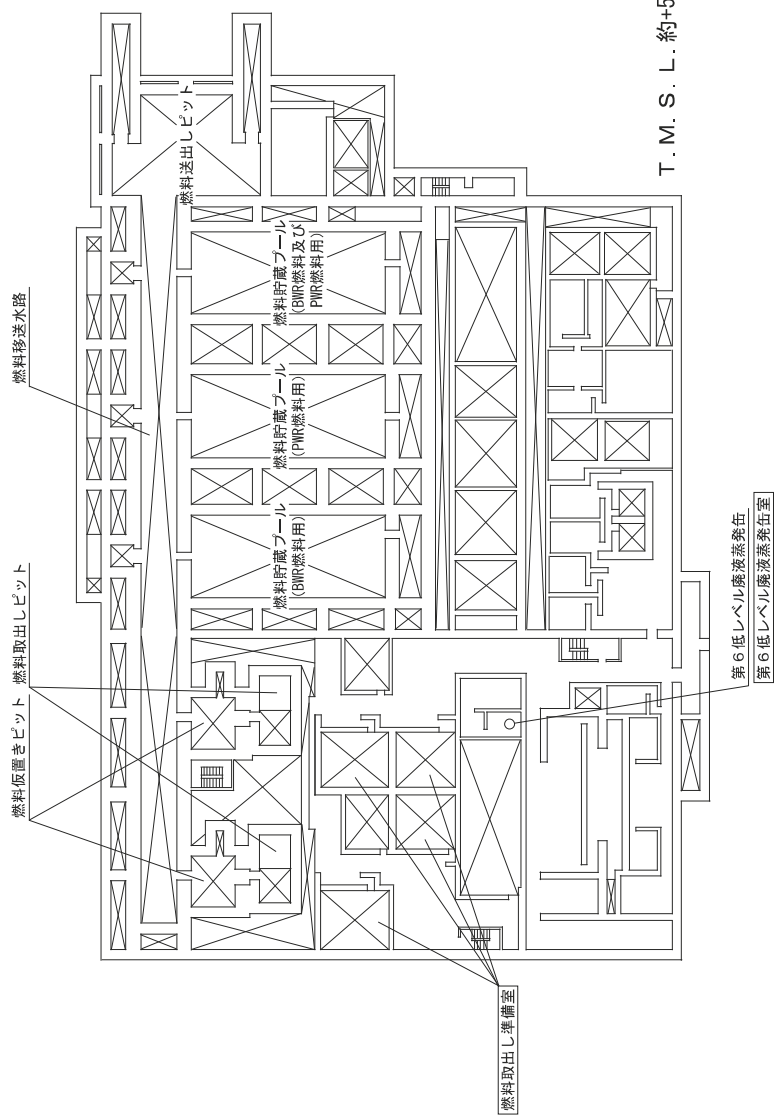 燃料仮置きピット
燃料取出しピット
燃料移送水路
燃料送出しピット
燃料貯蔵プール
(BWR燃料用)
燃料貯蔵プール
(PWR燃料用)
燃料貯蔵プール
(BWR燃料及び
PWR燃料用)
燃料取出し準備室
第6低レベル廃液蒸発缶
第6低レベル廃液蒸発缶室
T.M.S.L.約+5